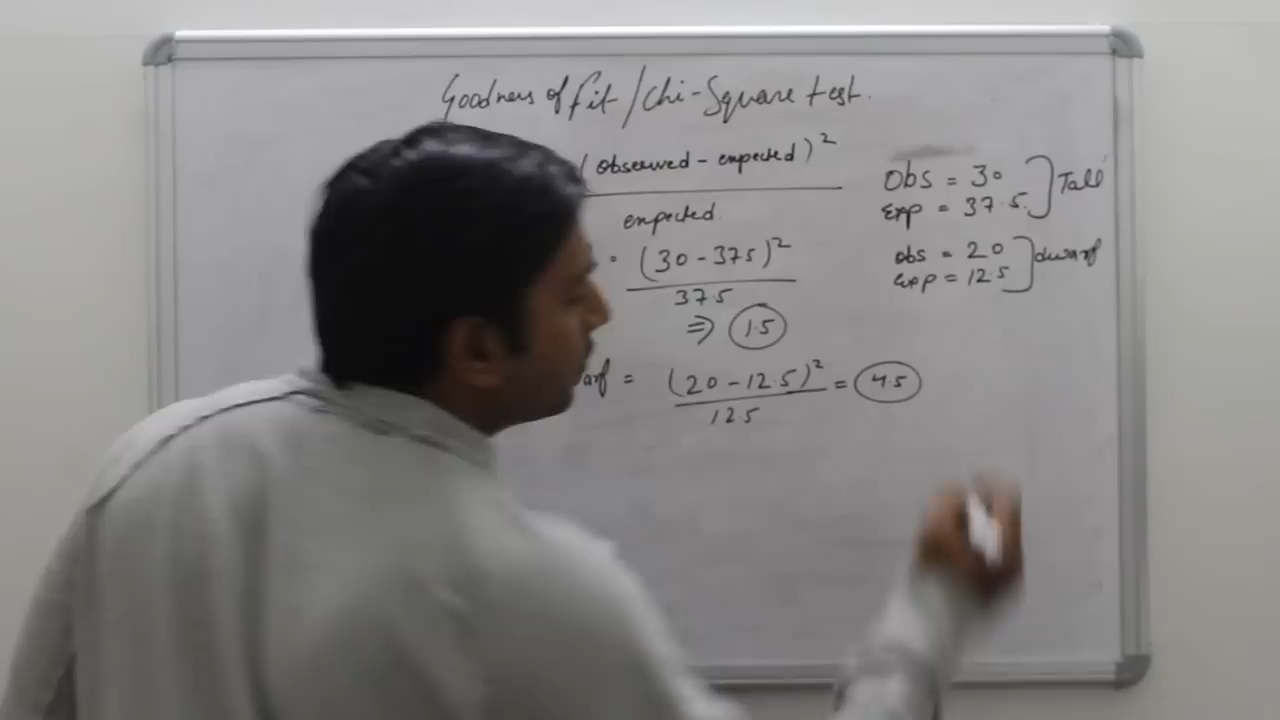 Goodness of fit / Chi-Square test.
(Observed - expected)²
expected
Obs = 30
Exp = 37.5
Tall
= (30 - 37.5)²
37.5
⇒ 1.5
obs = 20
Exp = 12.5
dwarf
arf = (20 - 12.5)² = 4.5
12.5